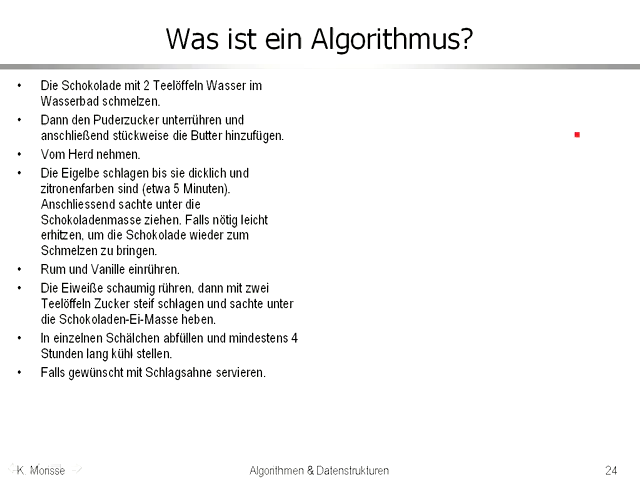 Was ist ein Algorithmus?
• Die Schokolade mit 2 Teelöffeln Wasser im
Wasserbad schmelzen.
• Dann den Puderzucker unterrühren und
anschließend stückweise die Butter hinzufügen.
• Vom Herd nehmen.
• Die Eigelbe schlagen bis sie dicklich und
zitronenfarben sind (etwa 5 Minuten).
Anschliessend sachte unter die
Schokoladenmasse ziehen. Falls nötig leicht
erhitzen, um die Schokolade wieder zum
Schmelzen zu bringen.
• Rum und Vanille einrühren.
• Die Eiweiße schaumig rühren, dann mit zwei
Teelöffeln Zucker steif schlagen und sachte unter
die Schokoladen-Ei-Masse heben.
• In einzelnen Schälchen abfüllen und mindestens 4
Stunden lang kühl stellen.
• Falls gewünscht mit Schlagsahne servieren.
K. Morisse Algorithmen & Datenstrukturen 24